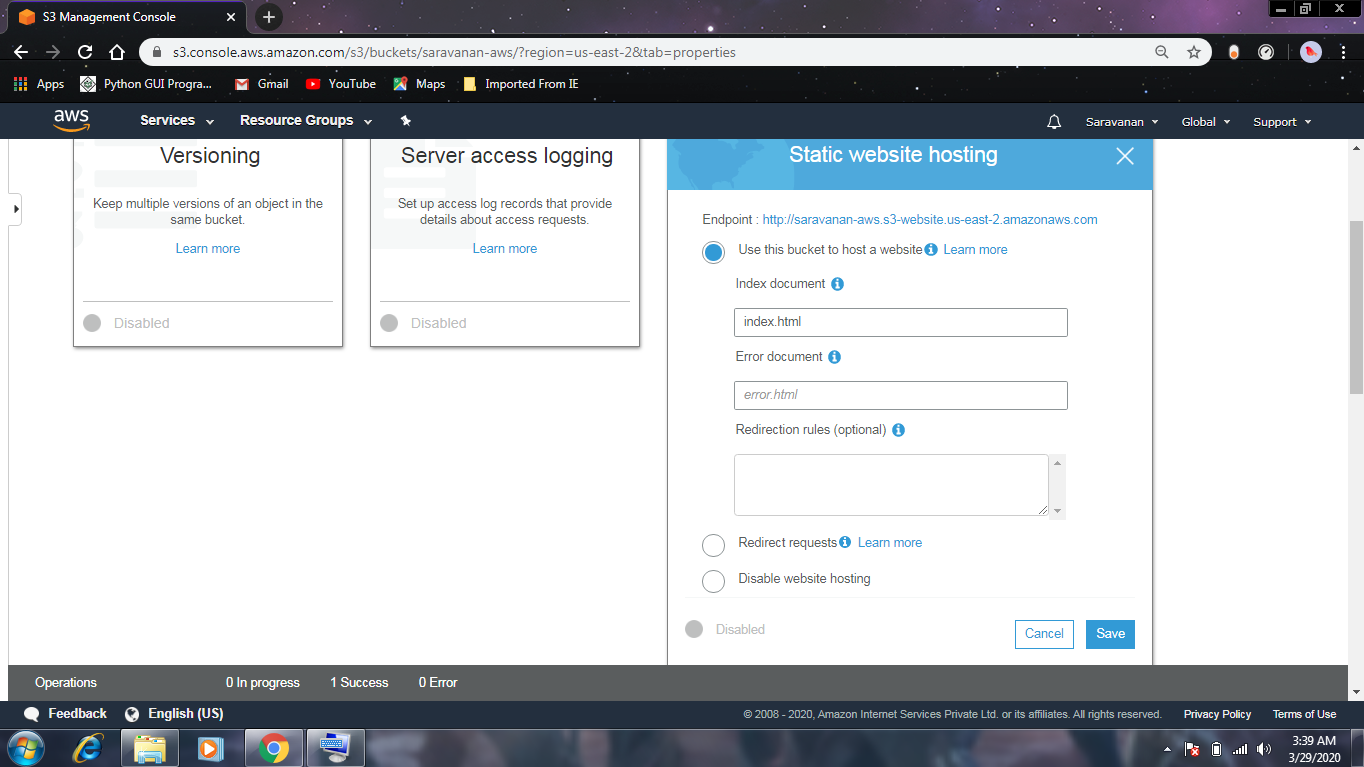 S3 Management Console
s3.console.aws.amazon.com/s3/buckets/saravanan-aws/?region=us-east-2&tab=properties
Apps
Python GUI Progra...
Gmail
YouTube
Maps
Imported From IE
aws
Services
Resource Groups
Saravanan
Global
Support
Versioning
Keep multiple versions of an object in the
same bucket.
Learn more
Disabled
Server access logging
Set up access log records that provide
details about access requests.
Learn more
Disabled
Static website hosting
Endpoint : http://saravanan-aws.s3-website.us-east-2.amazonaws.com
Use this bucket to host a website Learn more
Index document
index.html
Error document
error.html
Redirection rules (optional)
Redirect requests Learn more
Disable website hosting
Disabled
Cancel
Save
Operations
0 In progress
1 Success
0 Error
Feedback
English (US)
© 2008 - 2020, Amazon Internet Services Private Ltd. or its affiliates. All rights reserved.
Privacy Policy
Terms of Use
3:39 AM
3/29/2020